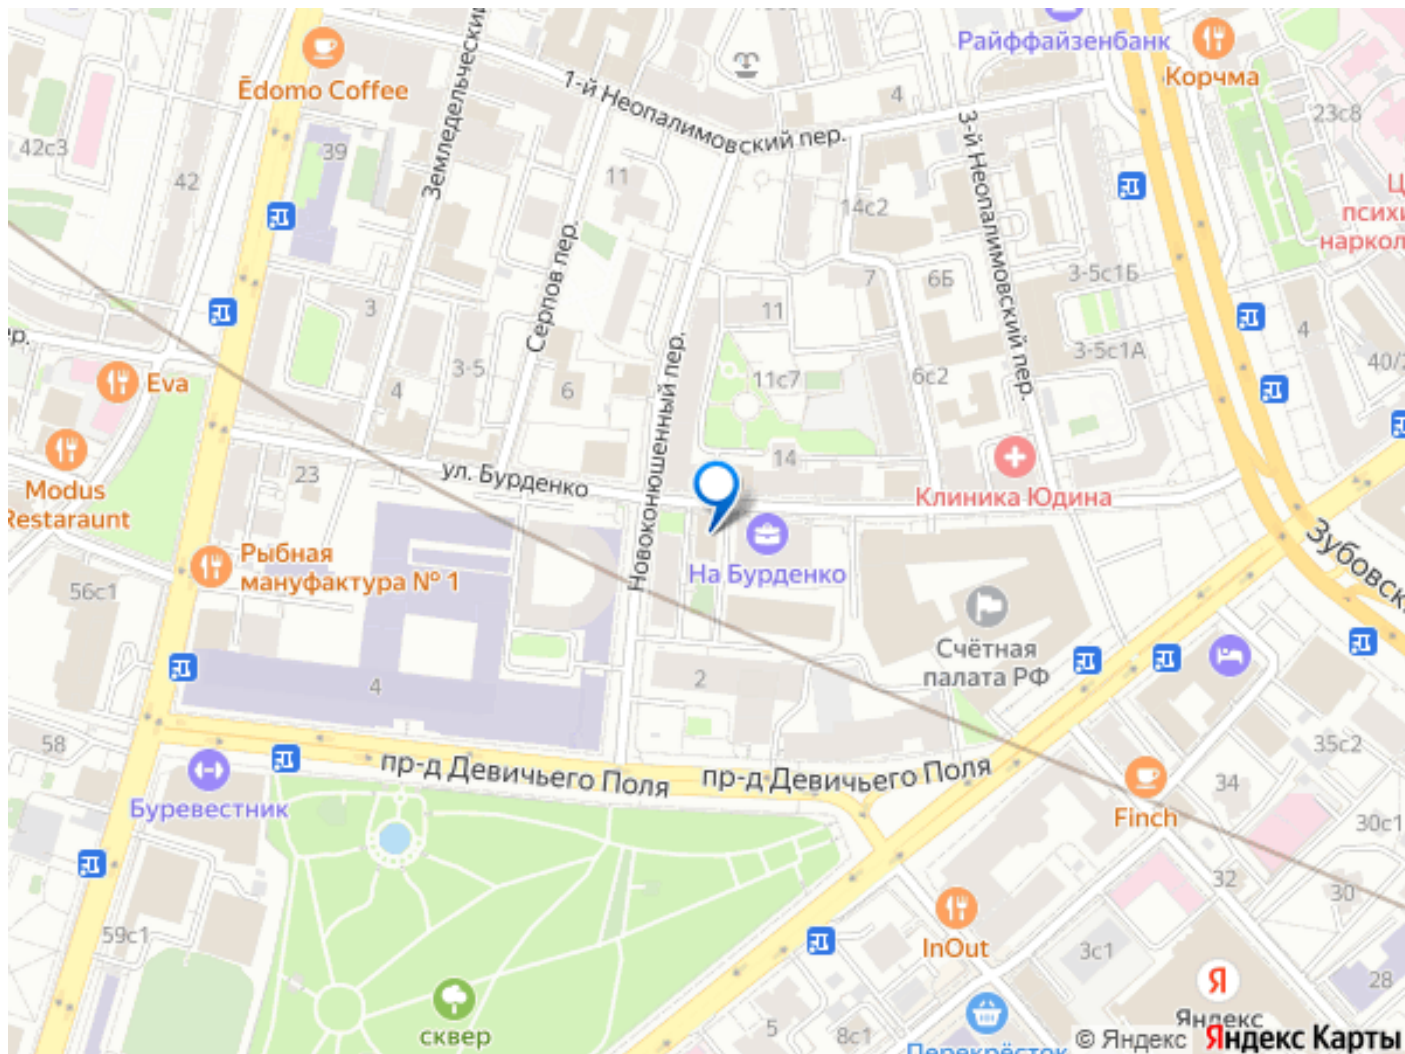 Райффайзенбанк
Корчма
Ēdomo Coffee
1-й Неопалимовский пер.
4
23с8
42с3
39
Земледельческий
3-й Неопалимовский пер.
42
11
14с2
Серпов пер.
7
6Б
3-5с1Б
3
11
4
3-5с1А
40/2
Eva
3-5
4
6
11с7
6с2
Новоконюшенный пер.
Modus
Restaraunt
23
ул. Бурденко
14
Клиника Юдина
Рыбная
мануфактура № 1
На Бурденко
56с1
Счётная
палата РФ
4
2
58
пр-д Девичьего Поля
пр-д Девичьего Поля
35с2
34
Буревестник
Finch
30с1
32
30
59с1
InOut
3с1
28
сквер
5
8с1
Яндекс
Перекрёсток
© Яндекс Яндекс Карты